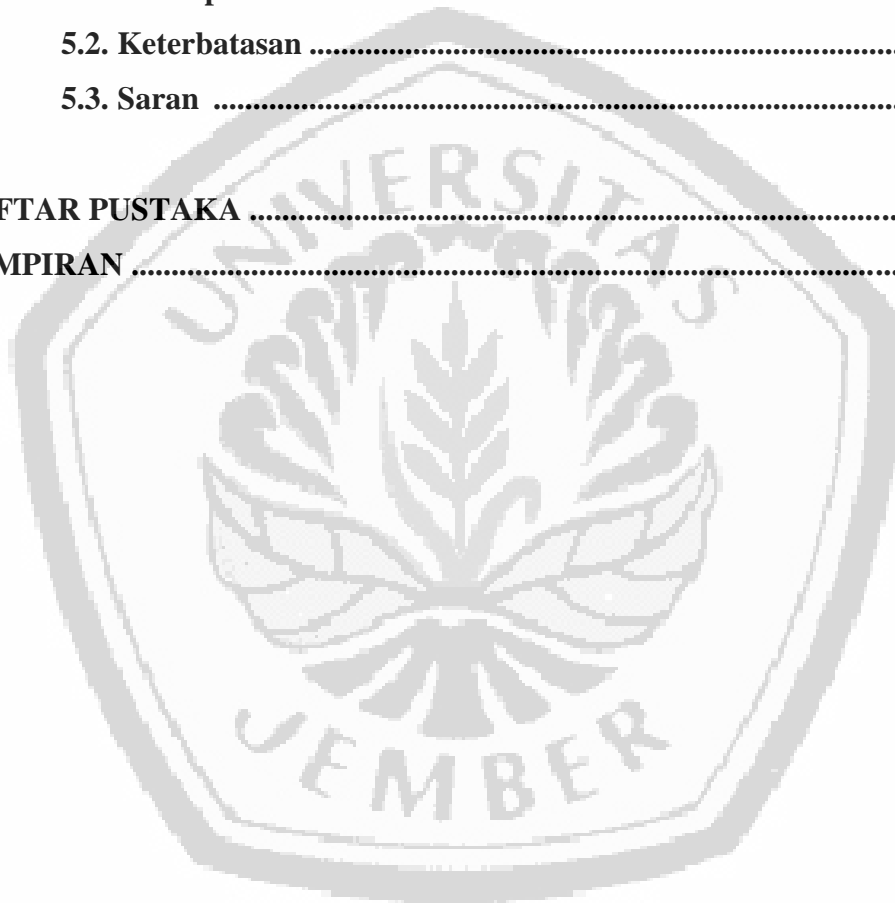 5.2. Keterbatasan ................................................................................
5.3. Saran ................................................................................
FTAR PUSTAKA ................................................................................
MPIRAN ................................................................................
UNIVERSITAS
JEMBER